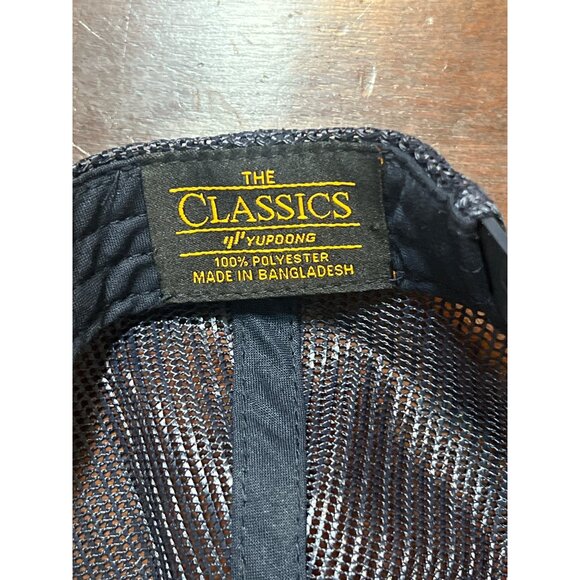 THE
CLASSICS
YUPOONG
100% POLYESTER
MADE IN BANGLADESH